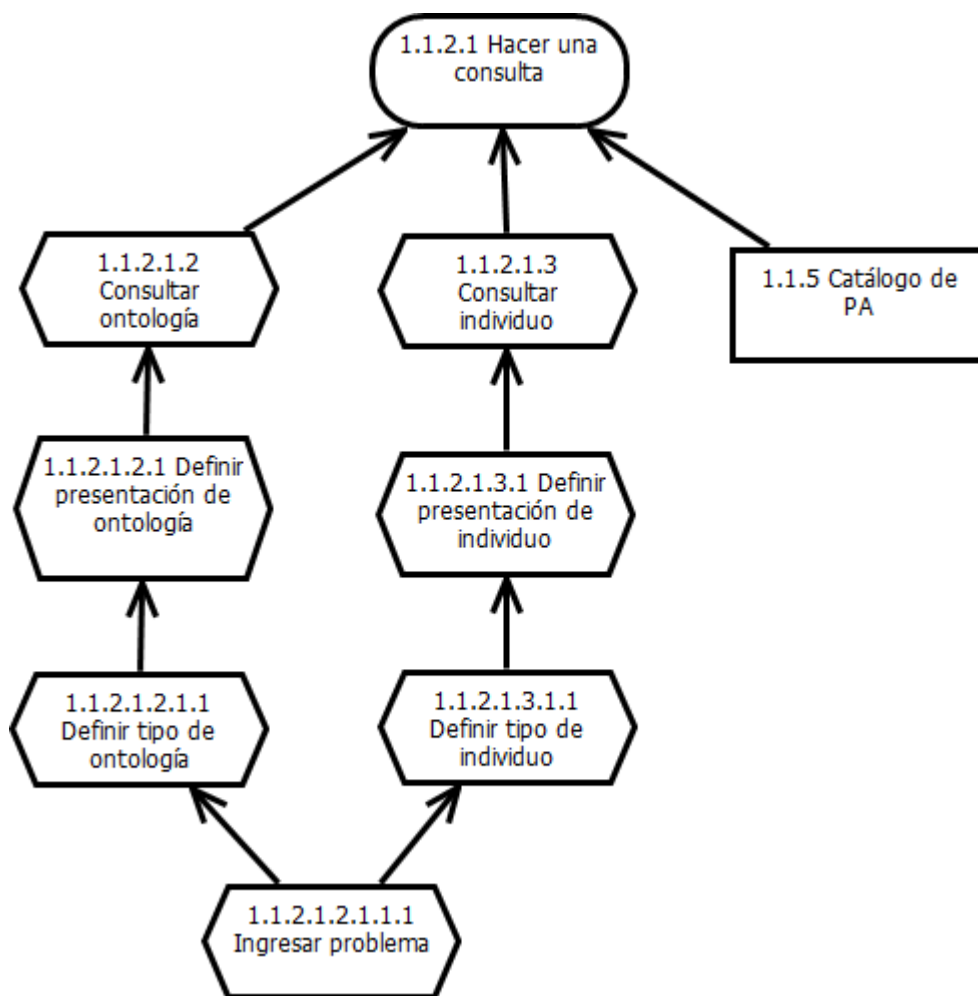 1.1.2.1 Hacer una
consulta
1.1.2.1.2
Consultar
ontología
1.1.2.1.3
Consultar
individuo
1.1.5 Catálogo de
PA
1.1.2.1.2.1 Definir
presentación de
ontología
1.1.2.1.3.1 Definir
presentación de
individuo
1.1.2.1.2.1.1
Definir tipo de
ontología
1.1.2.1.3.1.1
Definir tipo de
individuo
1.1.2.1.2.1.1.1
Ingresar problema